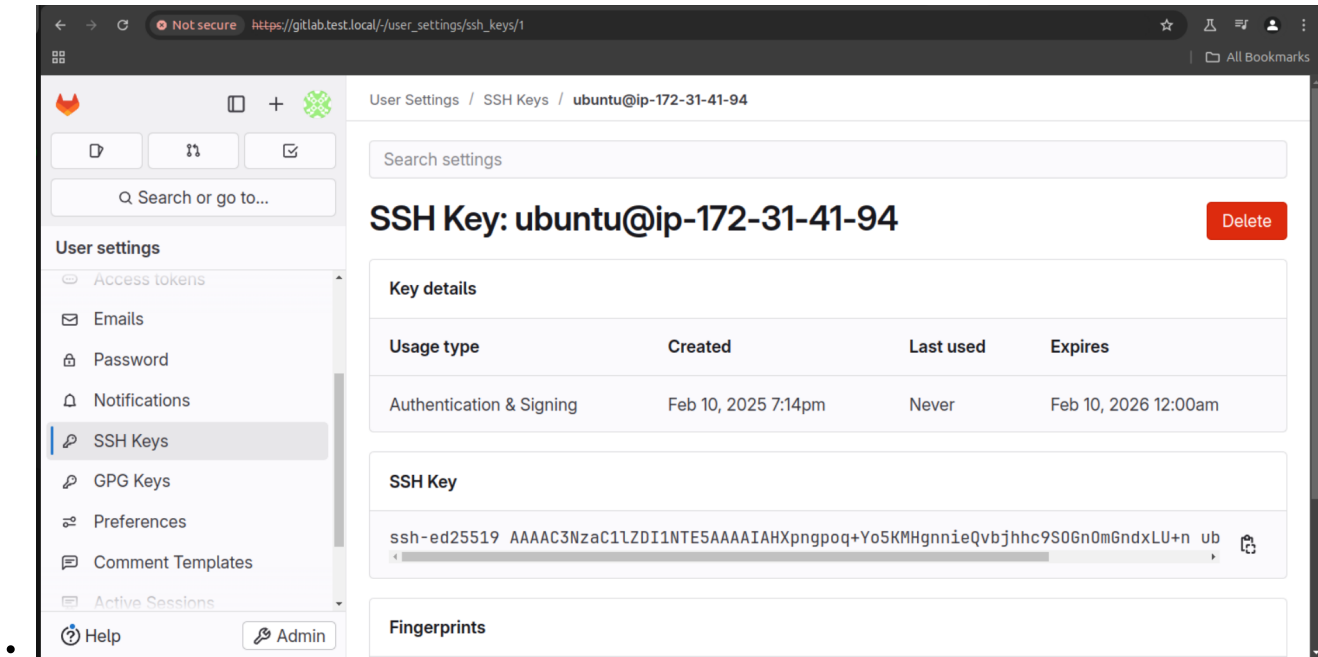 Not secure https://gitlab.test.local/-/user_settings/ssh_keys/1
All Bookmarks
User Settings / SSH Keys / ubuntu@ip-172-31-41-94
Search settings
Search or go to...
SSH Key: ubuntu@ip-172-31-41-94
Delete
User settings
Access tokens
Emails
Password
Notifications
SSH Keys
GPG Keys
Preferences
Comment Templates
Active Sessions
Help
Admin
Key details
Usage type Created Last used Expires
Authentication & Signing Feb 10, 2025 7:14pm Never Feb 10, 2026 12:00am
SSH Key
ssh-ed25519 AAAAC3NzaC1lZDI1NTE5AAAAIAHXpngpoq+Yo5KMHgnnieQvbjhhc9SOGnOmGndxLU+n ub
Fingerprints